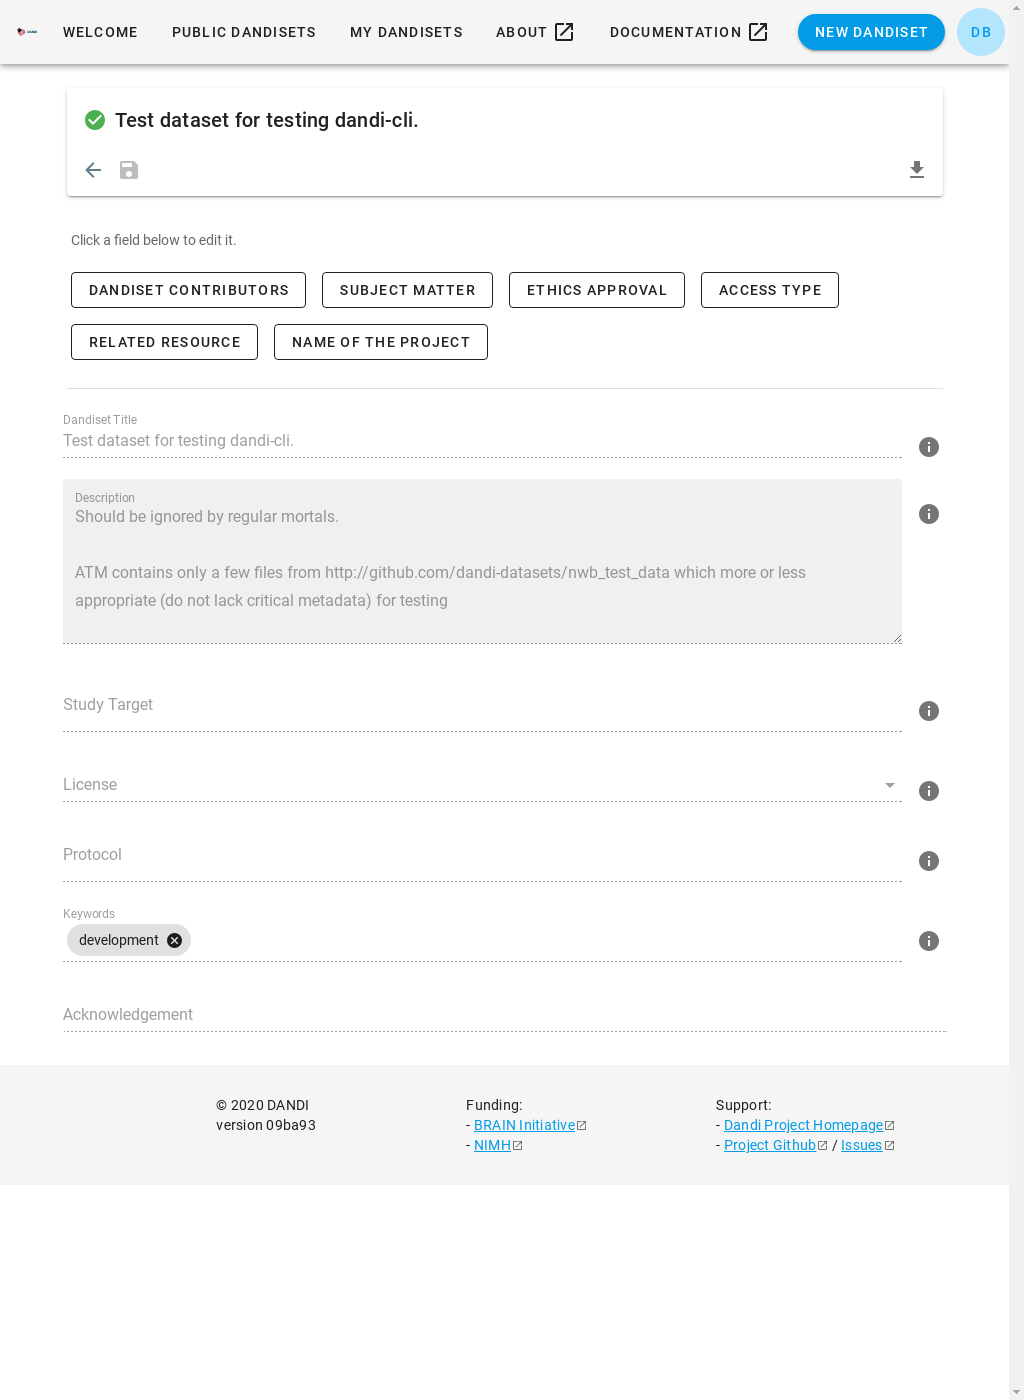 DANDI
WELCOME
PUBLIC DANDISETS
MY DANDISETS
ABOUT
DOCUMENTATION
NEW DANDISET
DB
Test dataset for testing dandi-cli.
Click a field below to edit it.
DANDISET CONTRIBUTORS
SUBJECT MATTER
ETHICS APPROVAL
ACCESS TYPE
RELATED RESOURCE
NAME OF THE PROJECT
Dandiset Title
Test dataset for testing dandi-cli.
Description
Should be ignored by regular mortals.
ATM contains only a few files from http://github.com/dandi-datasets/nwb_test_data which more or less
appropriate (do not lack critical metadata) for testing
Study Target
License
Protocol
Keywords
development
Acknowledgement
© 2020 DANDI
version 09ba93
Funding:
- BRAIN Initiative
- NIMH
Support:
- Dandi Project Homepage
- Project Github / Issues